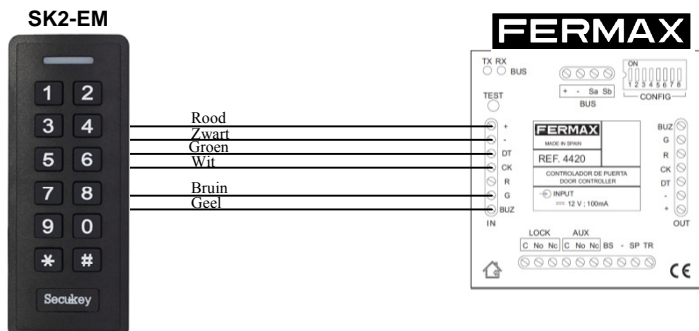 SK2-EM
1 2
3 4
5 6
7 8
9 0
* #
Secukey
Rood
Zwart
Groen
Wit
Bruin
Geel
FERMAX
TX RX
BUS
TEST
+ - Sa Sb
BUS
ON
1 2 3 4 5 6 7 8
CONFIG
+
-
DT
CK
R
G
BUZ
IN
FERMAX
MADE IN SPAIN
REF. 4420
CONTROLADOR DE PUERTA
DOOR CONTROLLER
INPUT
12 V ; 100mA
BUZ
G
R
CK
DT
-
+
OUT
LOCK AUX
C No Nc C No Nc BS - SP TR
CE